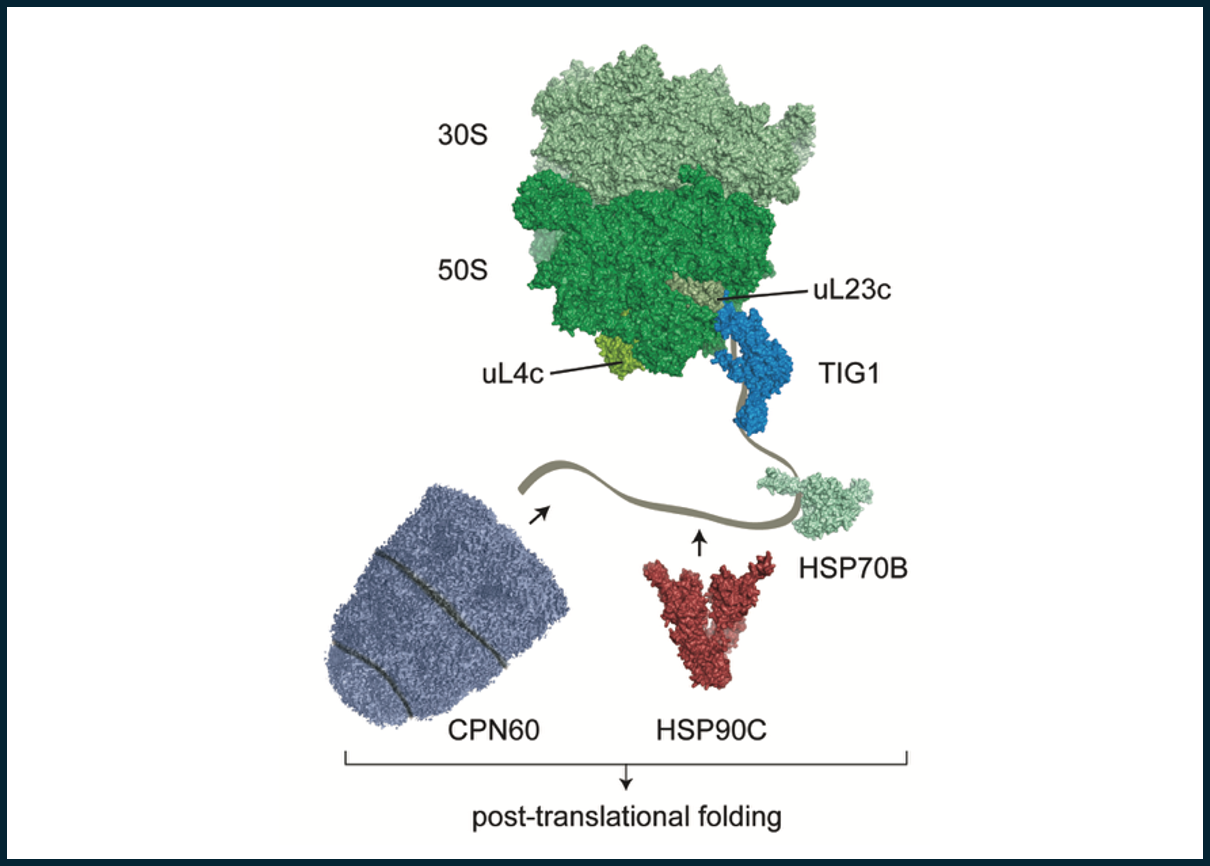 30S
50S
uL23c
uL4c
TIG1
HSP70B
CPN60
HSP90C
post-translational folding